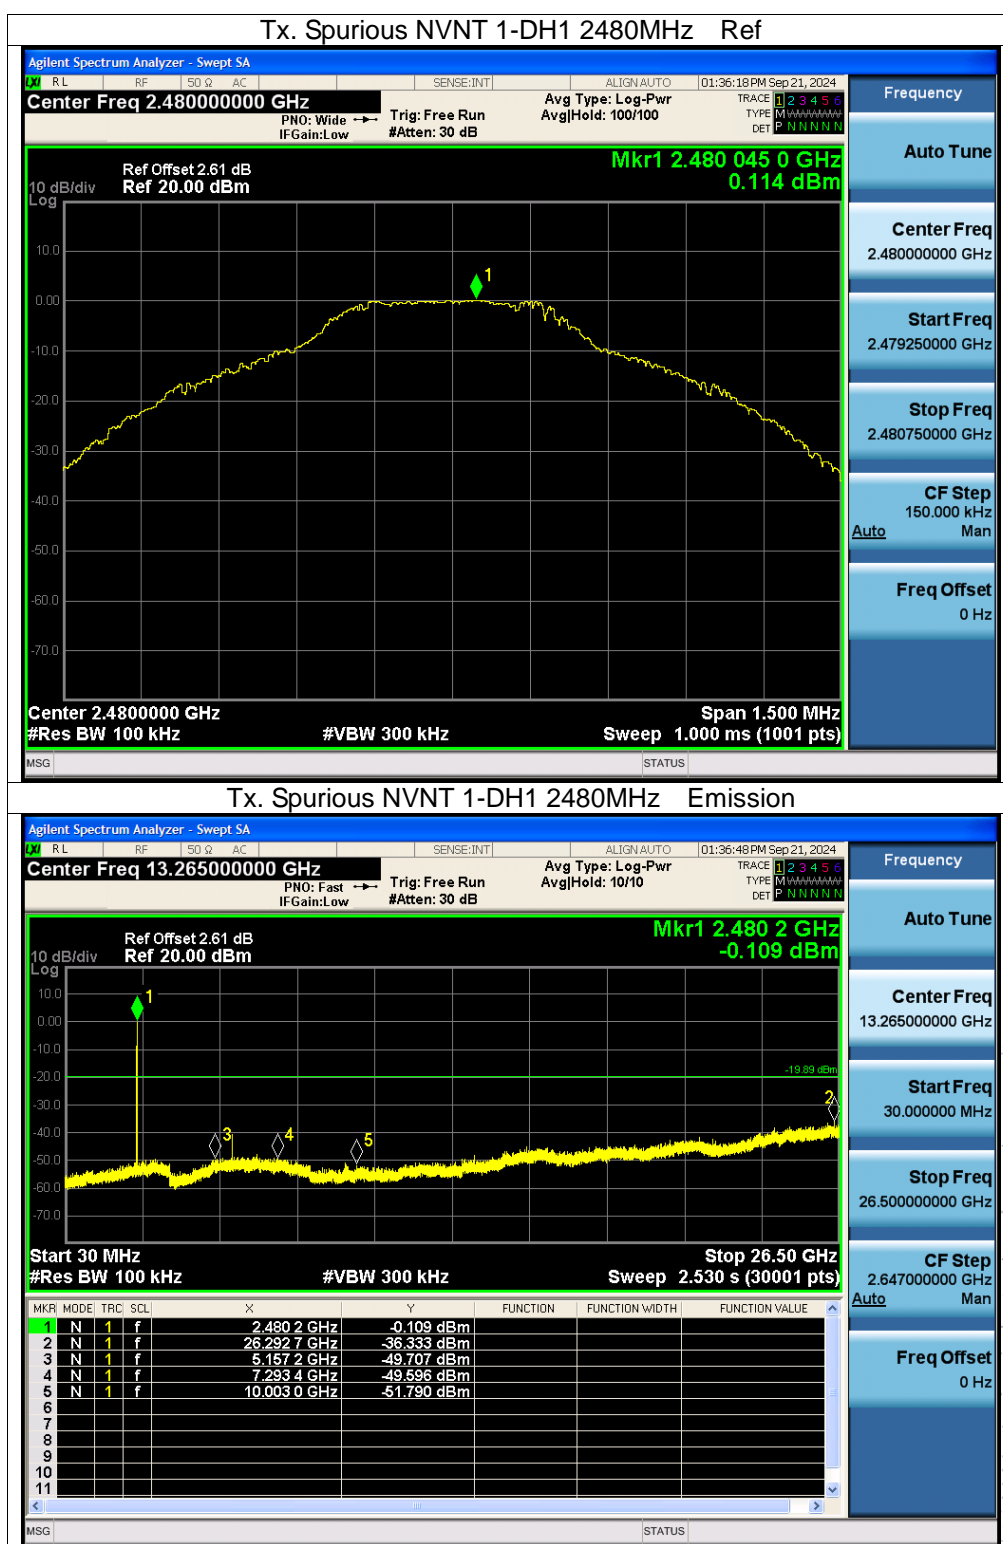 Tx. Spurious NVNT 1-DH1 2480MHz Ref
Agilent Spectrum Analyzer - Swept SA
LXI RL RF 50 Ω AC SENSE:INT ALIGN AUTO 01:36:18 PM Sep 21, 2024
Center Freq 2.480000000 GHz
PNO: Wide
IFGain:Low
Trig: Free Run
#Atten: 30 dB
Avg Type: Log-Pwr
Avg|Hold: 100/100
TRACE 1 2 3 4 5 6
TYPE M
DET P N N N N N
Mkr1 2.480 045 0 GHz
0.114 dBm
Ref Offset 2.61 dB
10 dB/div Ref 20.00 dBm
Log
10.0
1
0.00
-10.0
-20.0
-30.0
-40.0
-50.0
-60.0
-70.0
Center 2.4800000 GHz Span 1.500 MHz
#Res BW 100 kHz #VBW 300 kHz Sweep 1.000 ms (1001 pts)
MSG STATUS
Frequency
Auto Tune
Center Freq
2.480000000 GHz
Start Freq
2.479250000 GHz
Stop Freq
2.480750000 GHz
CF Step
150.000 kHz
Auto Man
Freq Offset
0 Hz
Tx. Spurious NVNT 1-DH1 2480MHz Emission
Agilent Spectrum Analyzer - Swept SA
LXI RL RF 50 Ω AC SENSE:INT ALIGN AUTO 01:36:48 PM Sep 21, 2024
Center Freq 13.265000000 GHz
PNO: Fast
IFGain:Low
Trig: Free Run
#Atten: 30 dB
Avg Type: Log-Pwr
Avg|Hold: 10/10
TRACE 1 2 3 4 5 6
TYPE M
DET P N N N N N
Mkr1 2.480 2 GHz
-0.109 dBm
Ref Offset 2.61 dB
10 dB/div Ref 20.00 dBm
Log
10.0
1
0.00
-10.0
-19.89 dBm
-20.0
2
-30.0
-40.0
3 4 5
-50.0
-60.0
-70.0
Start 30 MHz Stop 26.50 GHz
#Res BW 100 kHz #VBW 300 kHz Sweep 2.530 s (30001 pts)
MKR MODE TRC SCL X Y FUNCTION FUNCTION WIDTH FUNCTION VALUE
1 N 1 f 2.480 2 GHz -0.109 dBm
2 N 1 f 26.292 7 GHz -36.333 dBm
3 N 1 f 5.157 2 GHz -49.707 dBm
4 N 1 f 7.293 4 GHz -49.596 dBm
5 N 1 f 10.003 0 GHz -51.790 dBm
6
7
8
9
10
11
MSG STATUS
Frequency
Auto Tune
Center Freq
13.265000000 GHz
Start Freq
30.000000 MHz
Stop Freq
26.500000000 GHz
CF Step
2.647000000 GHz
Auto Man
Freq Offset
0 Hz